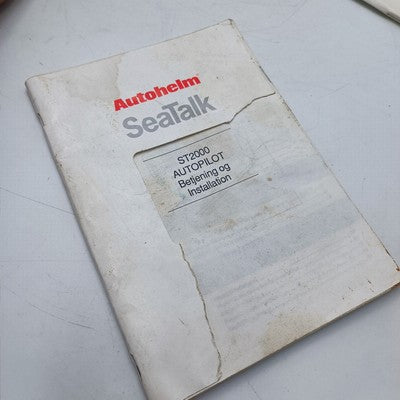 Autohelm
SeaTalk
ST2000
AUTOPILOT
Betjening og
Installation